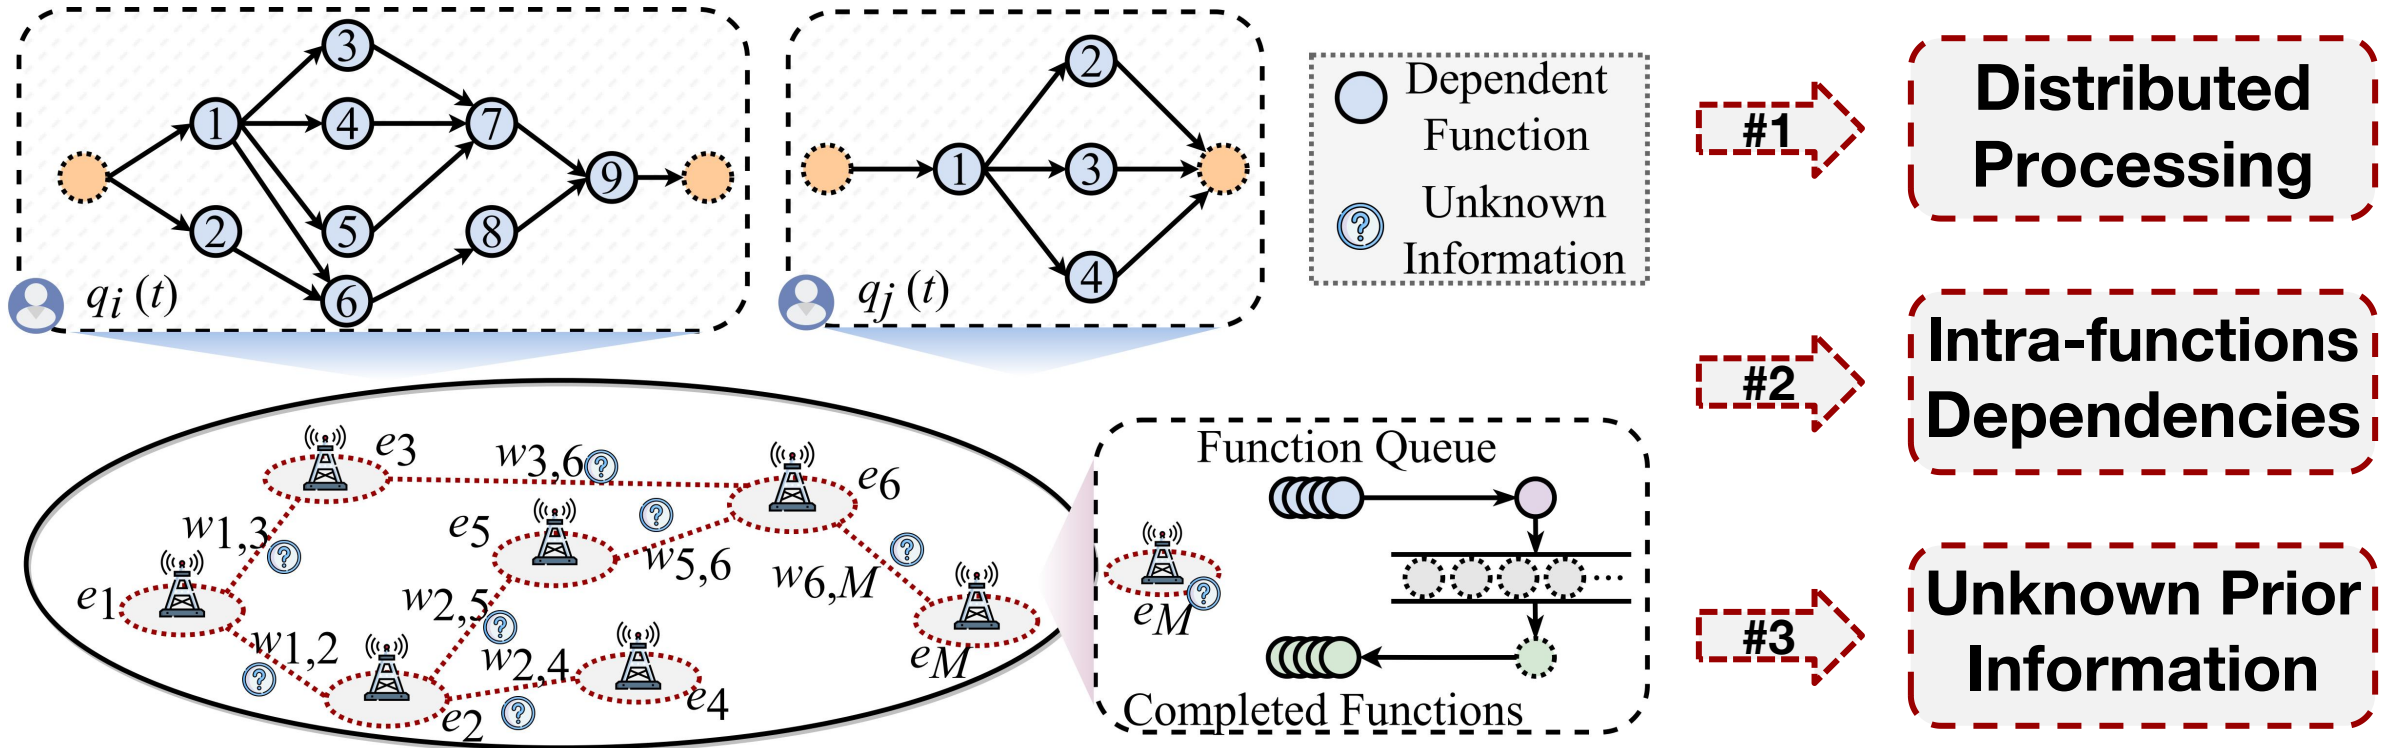 3
1
4
7
9
2
5
8
6
q_i (t)
2
1
3
4
q_j (t)
Dependent
Function
Unknown
Information
?
#1
Distributed
Processing
#2
Intra-functions
Dependencies
#3
Unknown Prior
Information
e3
w3,6
?
e6
w1,3
?
e5
?
w5,6
?
w6,M
e1
w2,5
?
w1,2
?
w2,4
?
e2
e4
eM
Function Queue
eM
?
....
Completed Functions